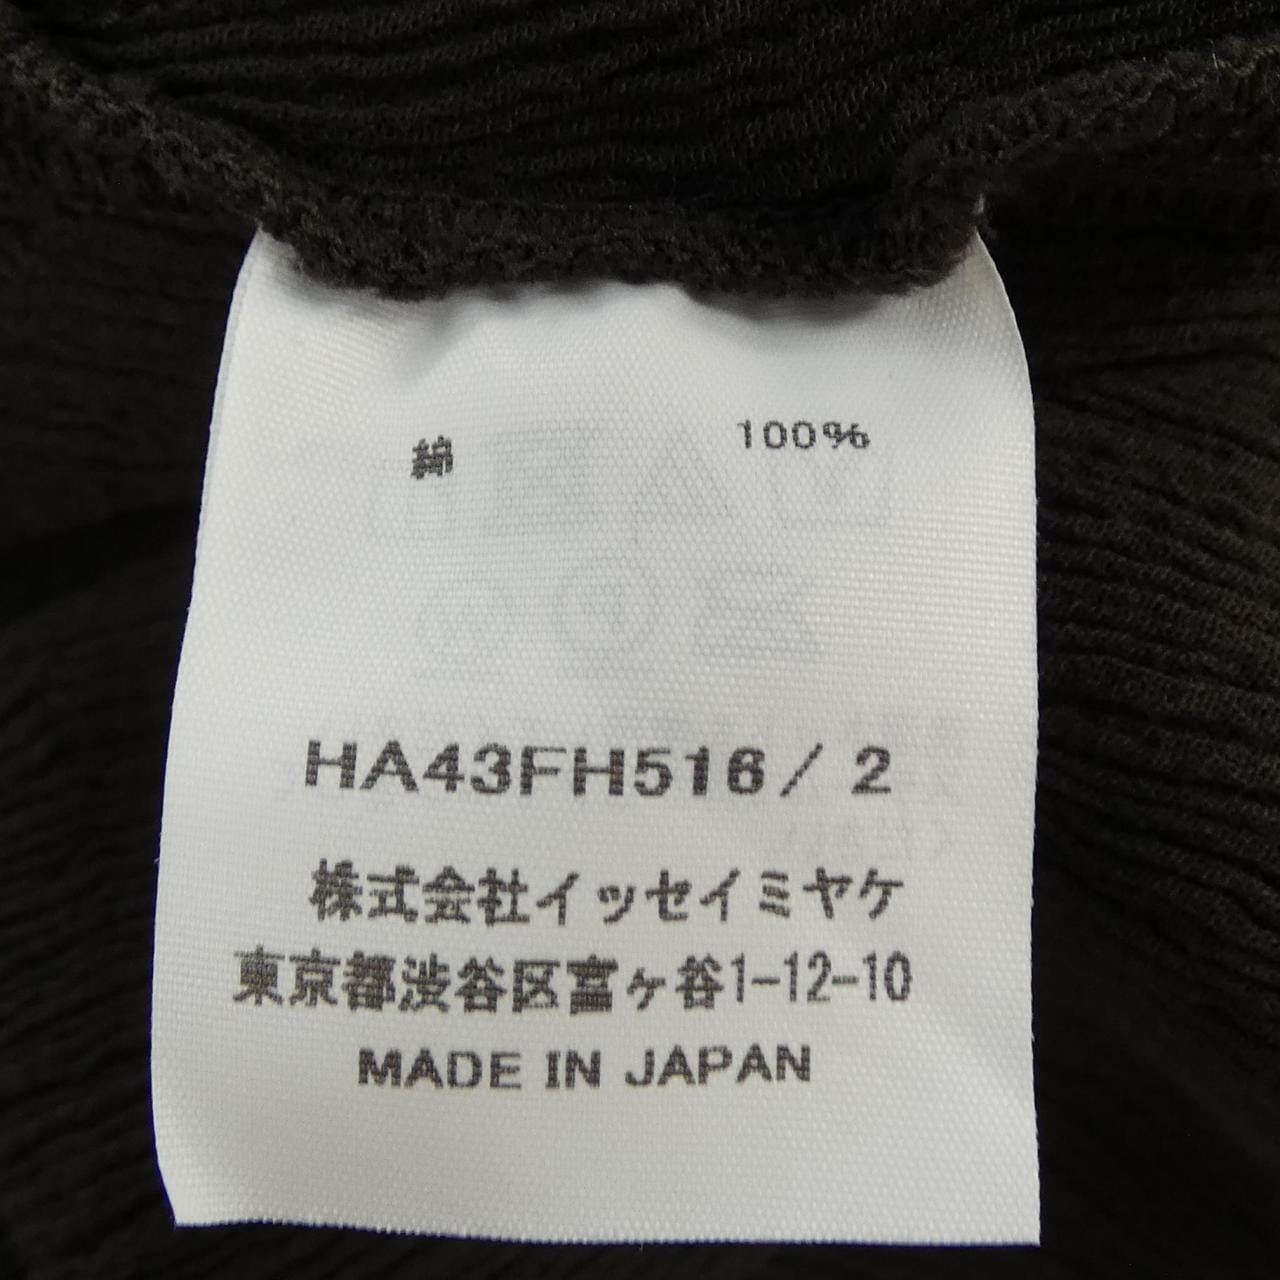 綿 100%
HA43FH516/ 2
株式会社イッセイミヤケ
東京都渋谷区富ヶ谷1-12-10
MADE IN JAPAN